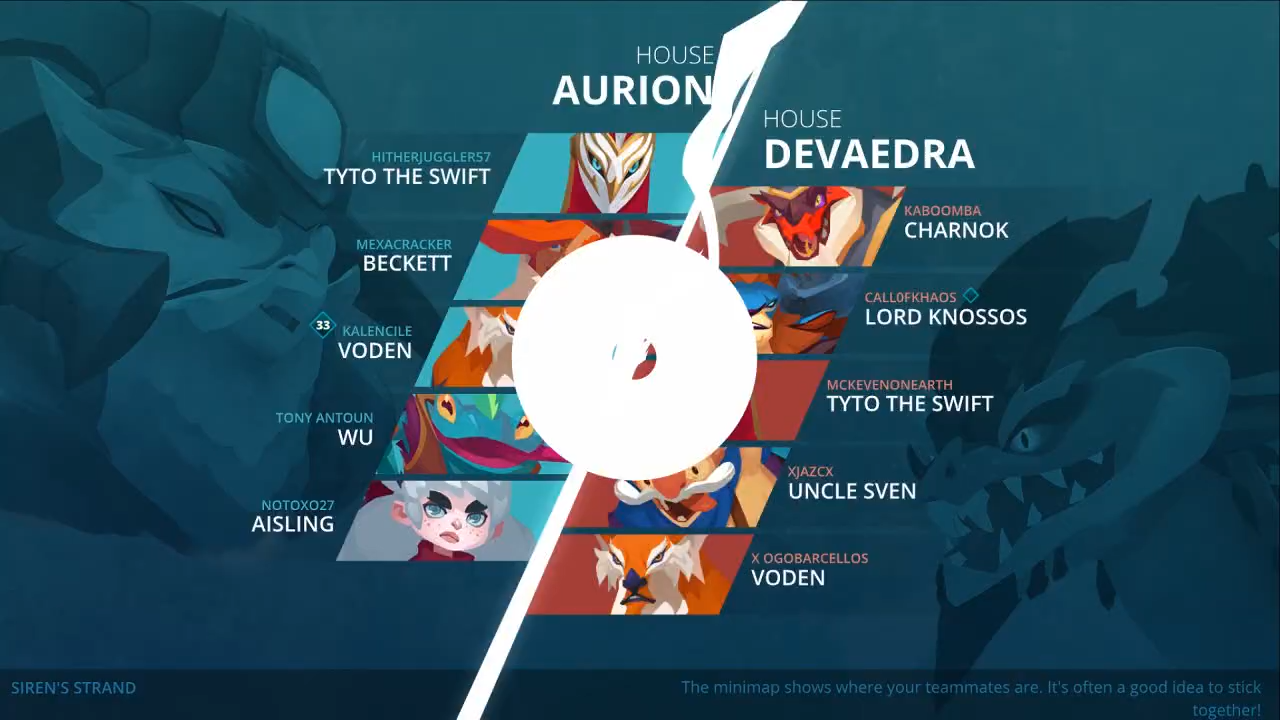 HOUSE
AURION
HITHERJUGGLER57
TYTO THE SWIFT
MEXACRACKER
BECKETT
33
KALENCILE
VODEN
TONY ANTOUN
WU
NOTOXO27
AISLING
HOUSE
DEVAEDRA
KABOOMBA
CHARNOK
CALL0FKHAOS
LORD KNOSSOS
MCKEVENONEARTH
TYTO THE SWIFT
XJAZCX
UNCLE SVEN
X OGOBARCELLOS
VODEN
SIREN'S STRAND
The minimap shows where your teammates are. It's often a good idea to stick
together!